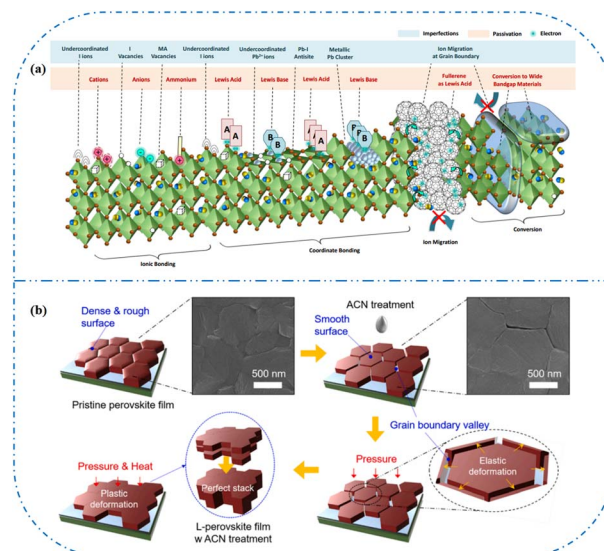 Imperfections
Passivation
Electron
(a)
Undercoordinated
I ions
I
Vacancies
MA
Vacancies
Undercoordinated
I ions
Undercoordinated
Pb²⁺ ions
Pb-I
Antisite
Metallic
Pb Cluster
Ion Migration
at Grain Boundary
Cations
Anions
Ammonium
Lewis Acid
Lewis Base
Lewis Acid
Lewis Base
Fullerene
as Lewis Acid
Conversion to Wide
Bandgap Materials
A
A
B
B
A
A
B
B
Ionic Bonding
Coordinate Bonding
Ion Migration
Conversion
(b)
Dense & rough
surface
500 nm
Pristine perovskite film
ACN treatment
Smooth
surface
500 nm
Grain boundary valley
Pressure & Heat
Plastic
deformation
Perfect stack
L-perovskite film
w ACN treatment
Pressure
Elastic
deformation